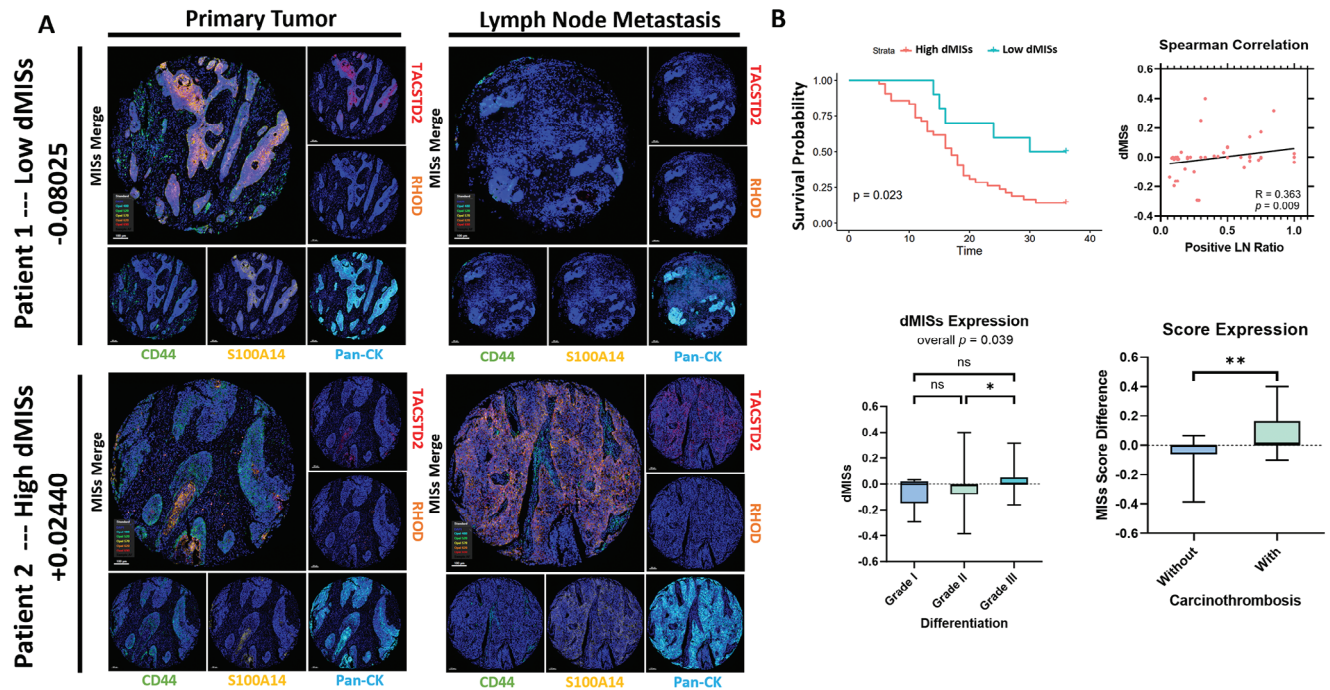 A
Primary Tumor
Lymph Node Metastasis
Patient 1 --- Low dMISs
-0.08025
MISs Merge
TACSTD2
RHOD
CD44
S100A14
Pan-CK
MISs Merge
TACSTD2
RHOD
CD44
S100A14
Pan-CK
Patient 2 --- High dMISs
+0.02440
MISs Merge
TACSTD2
RHOD
CD44
S100A14
Pan-CK
MISs Merge
TACSTD2
RHOD
CD44
S100A14
Pan-CK
B
Strata High dMISs Low dMISs
Survival Probability
1.00
0.75
0.50
0.25
0.00
p = 0.023
0 10 20 30 40
Time
Spearman Correlation
dMISs
0.6
0.4
0.2
0.0
-0.2
-0.4
R = 0.363
p = 0.009
0.0 0.5 1.0
Positive LN Ratio
dMISs Expression
overall p = 0.039
ns
ns
*
dMISs
0.6
0.4
0.2
0.0
-0.2
-0.4
-0.6
Grade I
Grade II
Grade III
Differentiation
Score Expression
**
MISs Score Difference
0.6
0.4
0.2
0.0
-0.2
-0.4
-0.6
Without
With
Carcinothrombosis